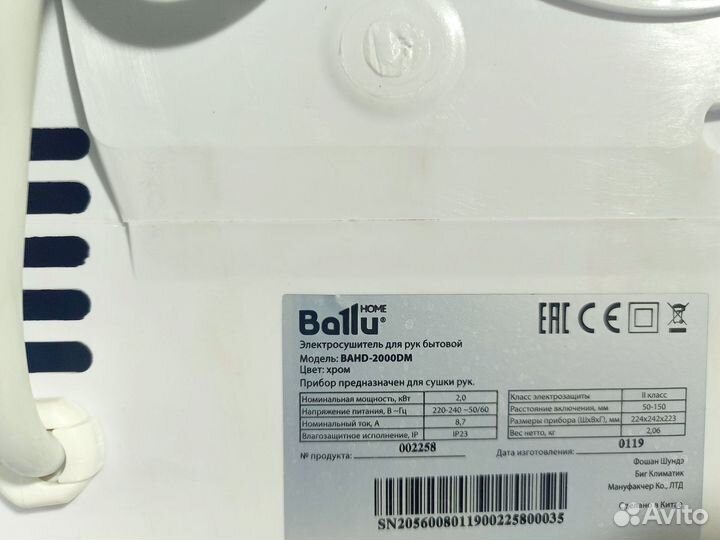 Ballu® HOME
EAC CE
Электросушитель для рук бытовой
Модель: BAHD-2000DM
Цвет: хром
Прибор предназначен для сушки рук.
Номинальная мощность, кВт 2,0
Напряжение питания, В ~Гц 220-240 ~50/60
Номинальный ток, А 8,7
Влагозащитное исполнение, IP IP23
Класс электрозащиты II класс
Расстояние включения, мм 50-150
Размеры прибора (ШхВхГ), мм 224х242х223
Вес нетто, кг 2,06
№ продукта: 002258
Дата изготовления: 0119
Фошан Шундэ
Биг Климатик
Мануфакчер Ко., ЛТД
Сделано в Китае
SN2056008011900225800035
Avito